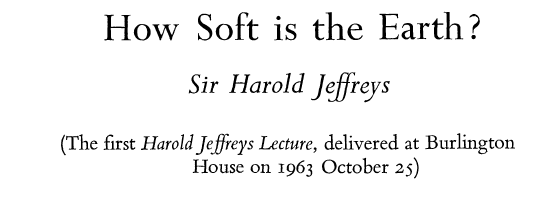 How Soft is the Earth?
Sir Harold Jeffreys
(The first Harold Jeffreys Lecture, delivered at Burlington
House on 1963 October 25)